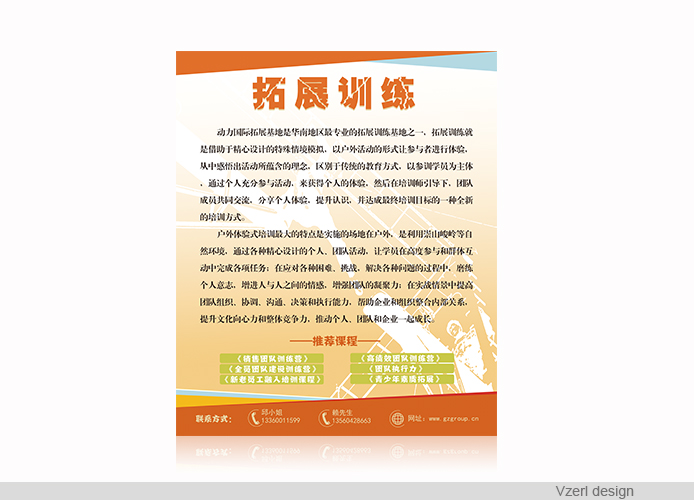 拓展训练
动力国际拓展基地是华南地区最专业的拓展训练基地之一，拓展训练就
是借助于精心设计的特殊情境模拟，以户外活动的形式让参与者进行体验，
从中感悟出活动所蕴含的理念，区别于传统的教育方式，以参训学员为主体
，通过个人充分参与活动，来获得个人的体验，然后在培训师引导下，团队
成员共同交流，分享个人体验，提升认识，并达成最终培训目标的一种全新
的培训方式。
户外体验式培训最大的特点是实施的场地在户外，是利用崇山峻岭等自
然环境，通过各种精心设计的个人、团队活动，让学员在高度参与和群体互
动中完成各项任务；在应对各种困难、挑战，解决各种问题的过程中，磨练
个人意志，增进人与人之间的情感，增强团队的凝聚力；在实战情景中提高
团队组织、协调、沟通、决策和执行能力，帮助企业和组织整合内部关系，
提升文化向心力和整体竞争力，推动个人、团队和企业一起成长。
——推荐课程——
《销售团队训练营》 《高绩效团队训练营》
《全员团队建设训练营》 《团队执行力》
《新老员工融入培训课程》 《青少年素质拓展》
联系方式： 邱小姐 13360011599 赖先生 13560428663 网址：www.gzgroup.cn
Vzerl design